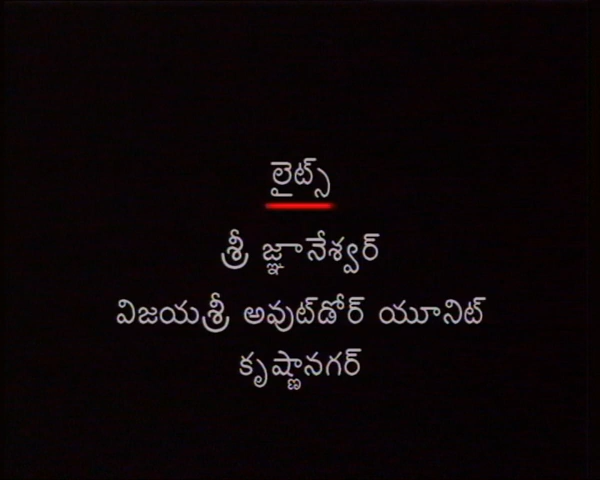 లైట్స్
శ్రీ జ్ఞానేశ్వర్
విజయశ్రీ అవుట్‌డోర్ యూనిట్
కృష్ణానగర్